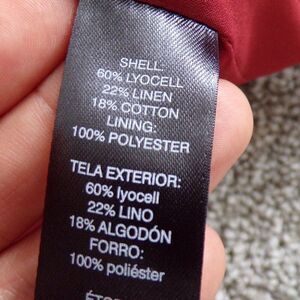 SHELL:
60% LYOCELL
22% LINEN
18% COTTON
LINING:
100% POLYESTER
TELA EXTERIOR:
60% lyocell
22% LINO
18% ALGODÓN
FORRO:
100% poliéster